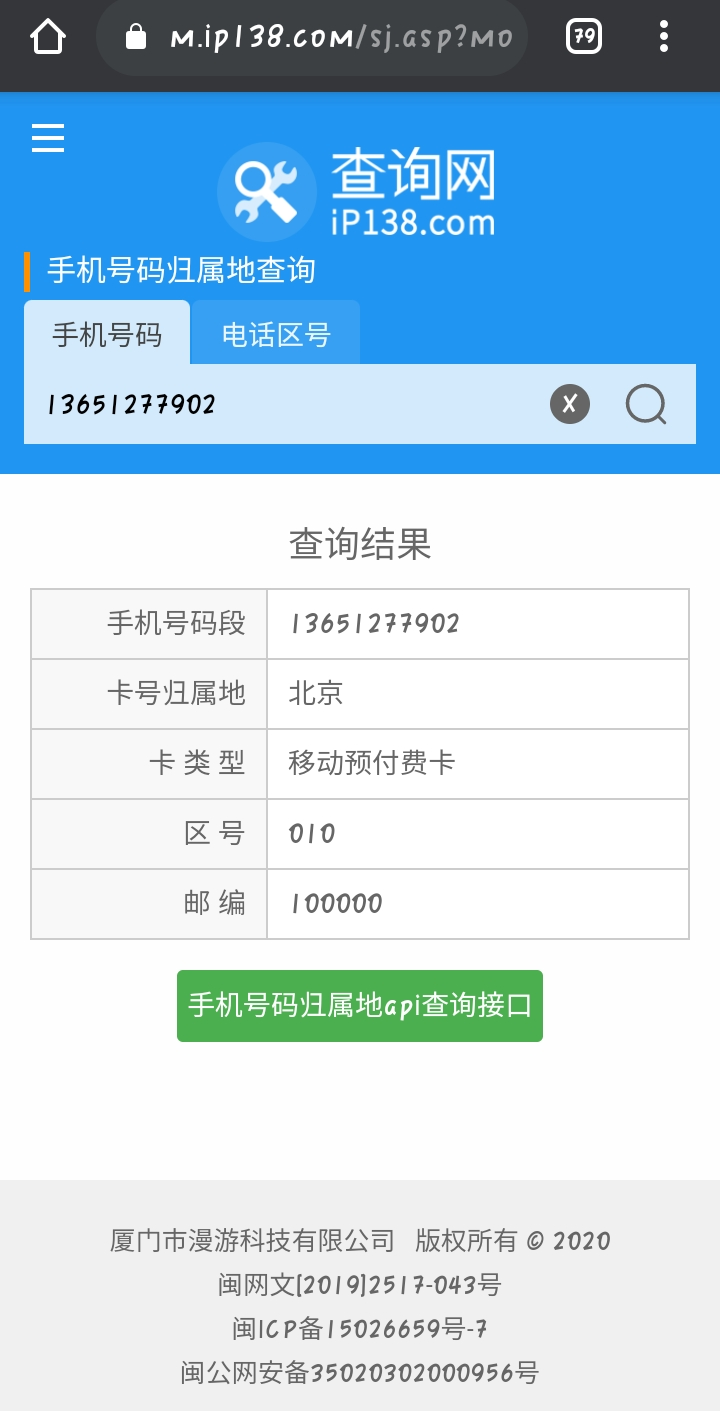 m.ip138.com/sj.asp?mo
79
查询网
iP138.com
手机号码归属地查询
手机号码 电话区号
13651277902 X
查询结果
手机号码段 13651277902
卡号归属地 北京
卡 类 型 移动预付费卡
区 号 010
邮 编 100000
手机号码归属地api查询接口
厦门市漫游科技有限公司 版权所有 © 2020
闽网文[2019]2517-043号
闽ICP备15026659号-7
闽公网安备35020302000956号